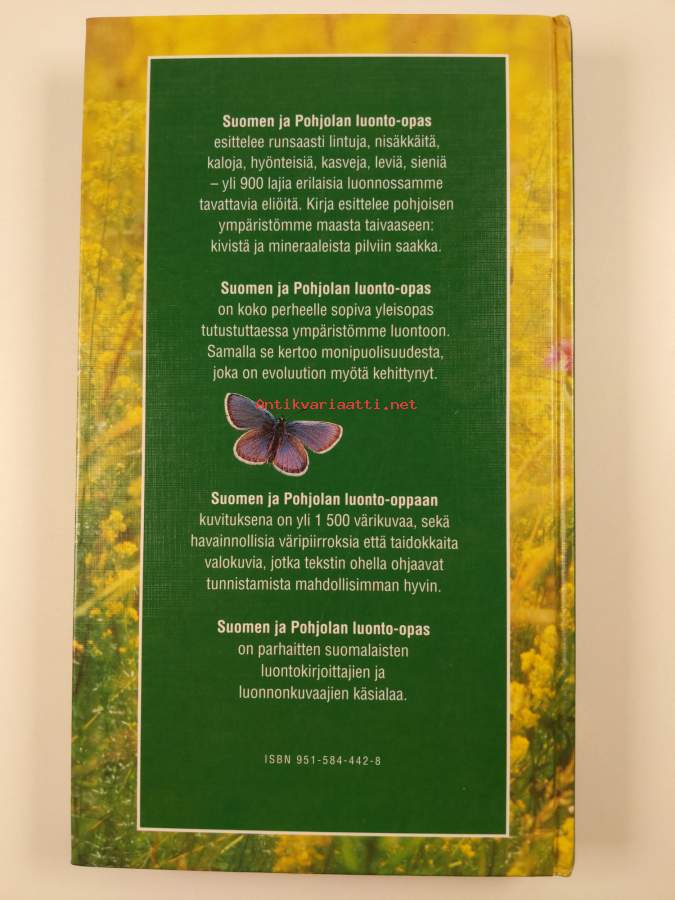 Suomen ja Pohjolan luonto-opas
esittelee runsaasti lintuja, nisäkkäitä,
kaloja, hyönteisiä, kasveja, leviä, sieniä
– yli 900 lajia erilaisia luonnossamme
tavattavia eliöitä. Kirja esittelee pohjoisen
ympäristömme maasta taivaaseen:
kivistä ja mineraaleista pilviin saakka.
Suomen ja Pohjolan luonto-opas
on koko perheelle sopiva yleisopas
tutustuttaessa ympäristömme luontoon.
Samalla se kertoo monipuolisuudesta,
joka on evoluution myötä kehittynyt.
Antikvariaatti.net
Suomen ja Pohjolan luonto-oppaan
kuvituksena on yli 1 500 värikuvaa, sekä
havainnollisia väripiirroksia että taidokkaita
valokuvia, jotka tekstin ohella ohjaavat
tunnistamista mahdollisimman hyvin.
Suomen ja Pohjolan luonto-opas
on parhaitten suomalaisten
luontokirjoittajien ja
luonnonkuvaajien käsialaa.
ISBN 951-584-442-8